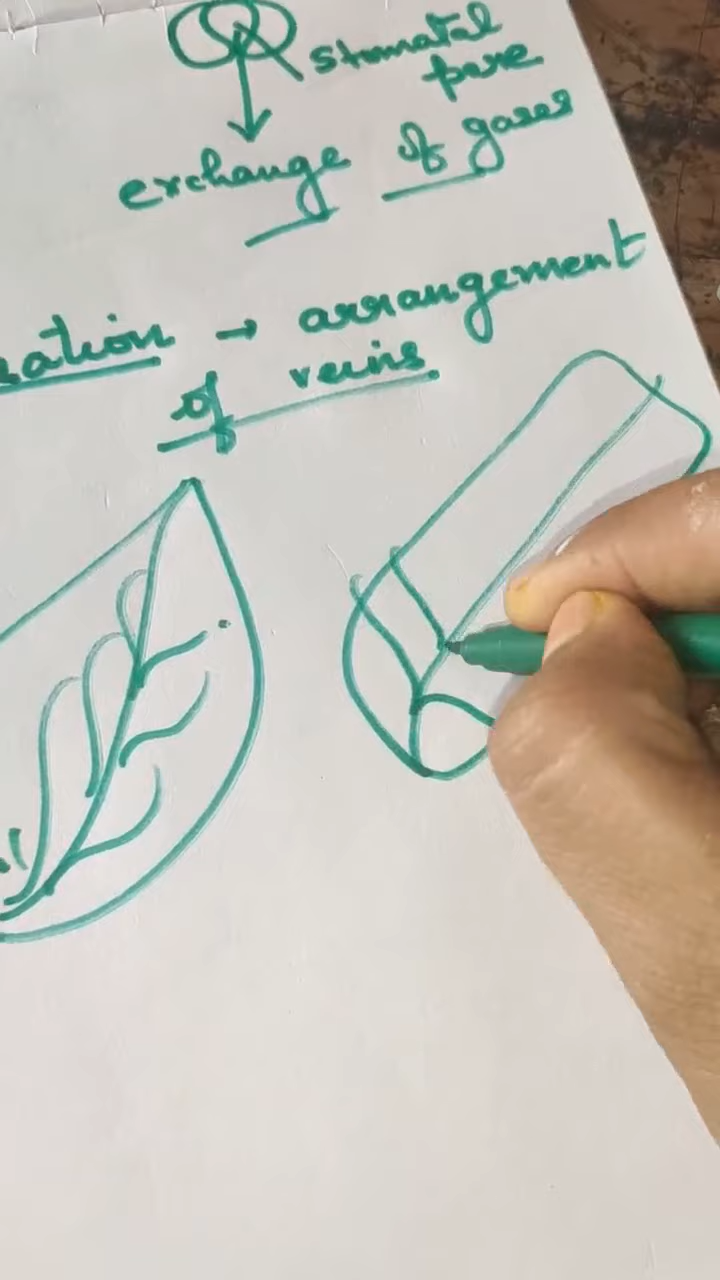 stomatal
pore
exchange of gases
ation → arrangement
of veins